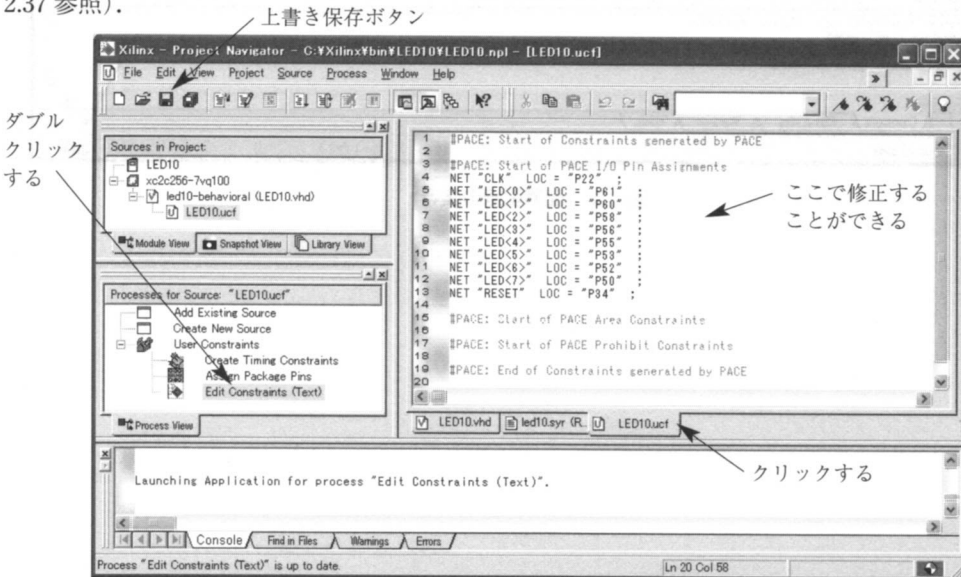 2.37 参照).
上書き保存ボタン
Xilinx - Project Navigator - C:¥Xilinx¥bin¥LED10¥LED10.npl - [LED10.ucf]
File Edit View Project Source Process Window Help
ダブル
クリック
する
Sources in Project:
LED10
xc2c256-7vq100
led10-behavioral (LED10.vhd)
LED10.ucf
Module View Snapshot View Library View
Processes for Source: "LED10.ucf"
Add Existing Source
Create New Source
User Constraints
Create Timing Constraints
Assign Package Pins
Edit Constraints (Text)
Process View
1 #PACE: Start of Constraints generated by PACE
2
3 #PACE: Start of PACE I/O Pin Assignments
4 NET "CLK" LOC = "P22" ;
5 NET "LED<0>" LOC = "P61" ;
6 NET "LED<1>" LOC = "P60" ;
7 NET "LED<2>" LOC = "P58" ;
8 NET "LED<3>" LOC = "P56" ;
9 NET "LED<4>" LOC = "P55" ;
10 NET "LED<5>" LOC = "P53" ;
11 NET "LED<6>" LOC = "P52" ;
12 NET "LED<7>" LOC = "P50" ;
13 NET "RESET" LOC = "P34" ;
14
15 #PACE: Start of PACE Area Constraints
16
17 #PACE: Start of PACE Prohibit Constraints
18
19 #PACE: End of Constraints generated by PACE
20
ここで修正する
ことができる
LED10.vhd led10.syr (R... LED10.ucf
クリックする
Launching Application for process "Edit Constraints (Text)".
Console Find in Files Warnings Errors
Process "Edit Constraints (Text)" is up to date. Ln 20 Col 58